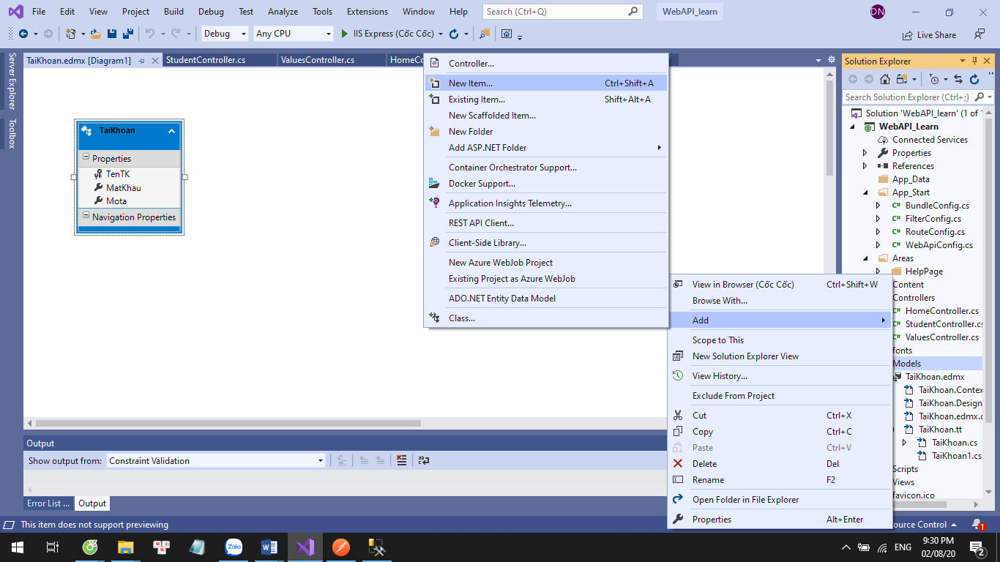 File Edit View Project Build Debug Test Analyze Tools Extensions Window Help Search (Ctrl+Q) WebAPI_learn DN
Debug Any CPU IIS Express (Cốc Cốc) Live Share
TaiKhoan.edmx [Diagram1] StudentController.cs ValuesController.cs
Server Explorer
Toolbox
TaiKhoan
Properties
TenTK
MatKhau
Mota
Navigation Properties
Controller...
New Item... Ctrl+Shift+A
Existing Item... Shift+Alt+A
New Scaffolded Item...
New Folder
Add ASP.NET Folder
Container Orchestrator Support...
Docker Support...
Application Insights Telemetry...
REST API Client...
Client-Side Library...
New Azure WebJob Project
Existing Project as Azure WebJob
ADO.NET Entity Data Model
Class...
View in Browser (Cốc Cốc) Ctrl+Shift+W
Browse With...
Add
Scope to This
New Solution Explorer View
View History...
Exclude From Project
Cut Ctrl+X
Copy Ctrl+C
Paste Ctrl+V
Delete Del
Rename F2
Open Folder in File Explorer
Properties Alt+Enter
Solution Explorer
Search Solution Explorer (Ctrl+;)
Solution 'WebAPI_learn' (1 of 1
WebAPI_Learn
Connected Services
Properties
References
App_Data
App_Start
BundleConfig.cs
FilterConfig.cs
RouteConfig.cs
WebApiConfig.cs
Areas
HelpPage
Content
Controllers
HomeController.cs
StudentController.cs
ValuesController.cs
fonts
Models
TaiKhoan.edmx
TaiKhoan.Contex
TaiKhoan.Design
TaiKhoan.edmx.
TaiKhoan.tt
TaiKhoan.cs
TaiKhoan1.cs
Scripts
Views
favicon.ico
Output
Show output from: Constraint Validation
Error List ... Output
This item does not support previewing
ource Control 1
Zalo
ENG
9:30 PM
02/08/20
2